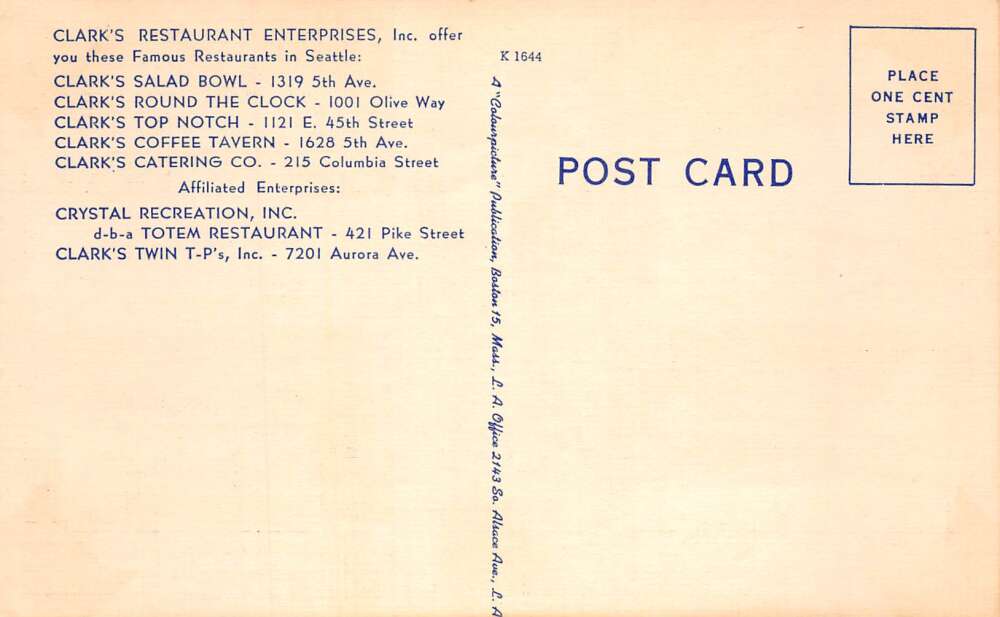 CLARK'S RESTAURANT ENTERPRISES, Inc. offer
you these Famous Restaurants in Seattle:
CLARK'S SALAD BOWL - 1319 5th Ave.
CLARK'S ROUND THE CLOCK - 1001 Olive Way
CLARK'S TOP NOTCH - 1121 E. 45th Street
CLARK'S COFFEE TAVERN - 1628 5th Ave.
CLARK'S CATERING CO. - 215 Columbia Street
Affiliated Enterprises:
CRYSTAL RECREATION, INC.
d-b-a TOTEM RESTAURANT - 421 Pike Street
CLARK'S TWIN T-P's, Inc. - 7201 Aurora Ave.
K 1644
A "Colourpicture" Publication, Boston 15, Mass., L. A. Office 2143 So. Alsace Ave., L. A
POST CARD
PLACE
ONE CENT
STAMP
HERE